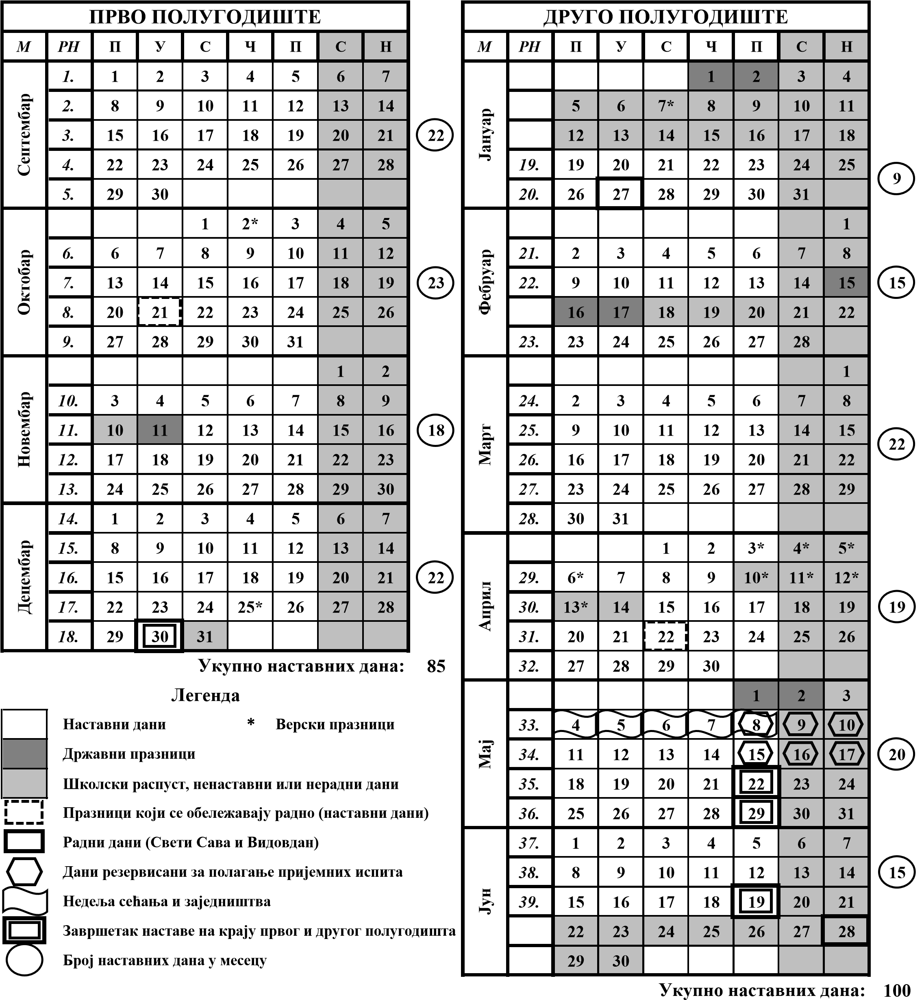 ПРВО ПОЛУГОДИШТЕ
М РН П У С Ч П С Н
Септембар
1. 1 2 3 4 5 6 7
2. 8 9 10 11 12 13 14
3. 15 16 17 18 19 20 21
22
4. 22 23 24 25 26 27 28
5. 29 30
Октобар
1 2* 3 4 5
6. 6 7 8 9 10 11 12
7. 13 14 15 16 17 18 19
23
8. 20 21 22 23 24 25 26
9. 27 28 29 30 31
Новембар
1 2
10. 3 4 5 6 7 8 9
11. 10 11 12 13 14 15 16
18
12. 17 18 19 20 21 22 23
13. 24 25 26 27 28 29 30
Децембар
14. 1 2 3 4 5 6 7
15. 8 9 10 11 12 13 14
16. 15 16 17 18 19 20 21
22
17. 22 23 24 25* 26 27 28
18. 29 30 31
Укупно наставних дана: 85
Легенда
Наставни дани * Верски празници
Државни празници
Школски распуст, ненаставни или нерадни дани
Празници који се обележавају радно (наставни дани)
Радни дани (Свети Сава и Видовдан)
Дани резервисани за полагање пријемних испита
Недеља сећања и заједништва
Завршетак наставе на крају првог и другог полугодишта
Број наставних дана у месецу
ДРУГО ПОЛУГОДИШТЕ
М РН П У С Ч П С Н
Јануар
1 2 3 4
5 6 7* 8 9 10 11
12 13 14 15 16 17 18
19. 19 20 21 22 23 24 25
9
20. 26 27 28 29 30 31
Фебруар
1
21. 2 3 4 5 6 7 8
22. 9 10 11 12 13 14 15
15
16 17 18 19 20 21 22
23. 23 24 25 26 27 28
Март
1
24. 2 3 4 5 6 7 8
25. 9 10 11 12 13 14 15
22
26. 16 17 18 19 20 21 22
27. 23 24 25 26 27 28 29
28. 30 31
Април
1 2 3* 4* 5*
29. 6* 7 8 9 10* 11* 12*
30. 13* 14 15 16 17 18 19
19
31. 20 21 22 23 24 25 26
32. 27 28 29 30
Мај
1 2 3
33. 4 5 6 7 8 9 10
34. 11 12 13 14 15 16 17
20
35. 18 19 20 21 22 23 24
36. 25 26 27 28 29 30 31
Јун
37. 1 2 3 4 5 6 7
38. 8 9 10 11 12 13 14
15
39. 15 16 17 18 19 20 21
22 23 24 25 26 27 28
29 30
Укупно наставних дана: 100